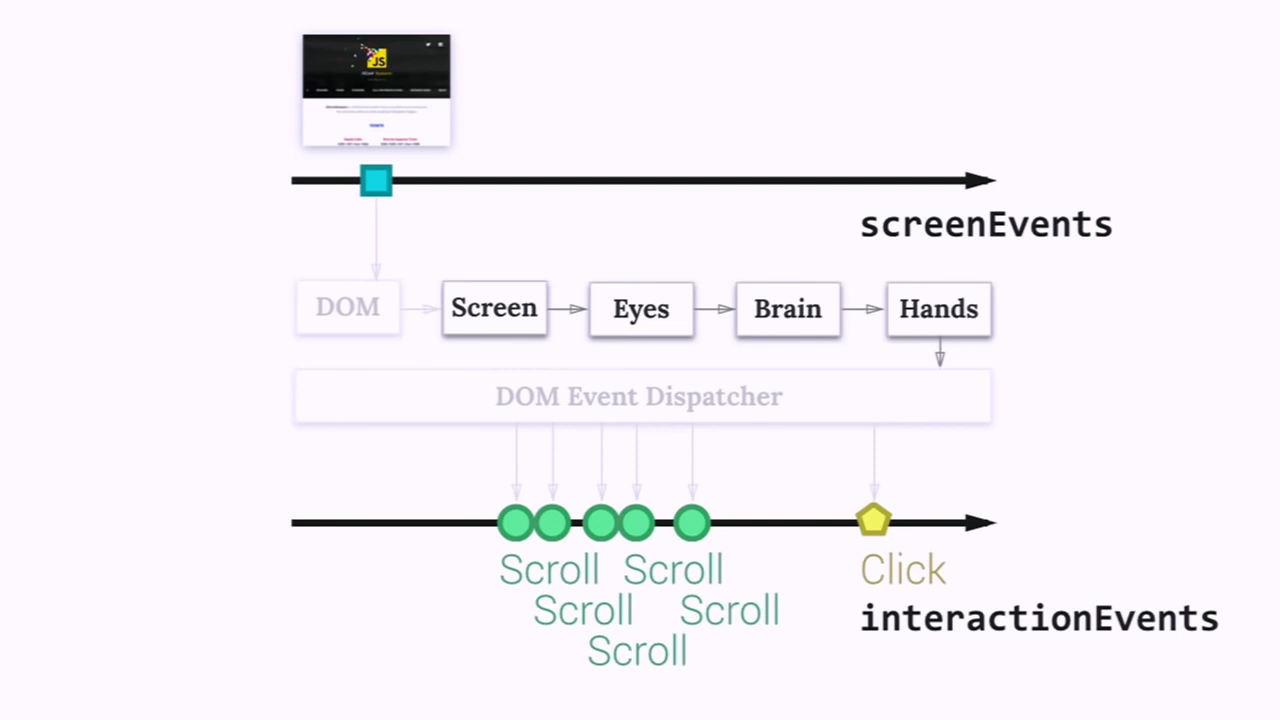 JS
screenEvents
DOM
Screen
Eyes
Brain
Hands
DOM Event Dispatcher
Scroll
Scroll
Click
Scroll
Scroll
interactionEvents
Scroll